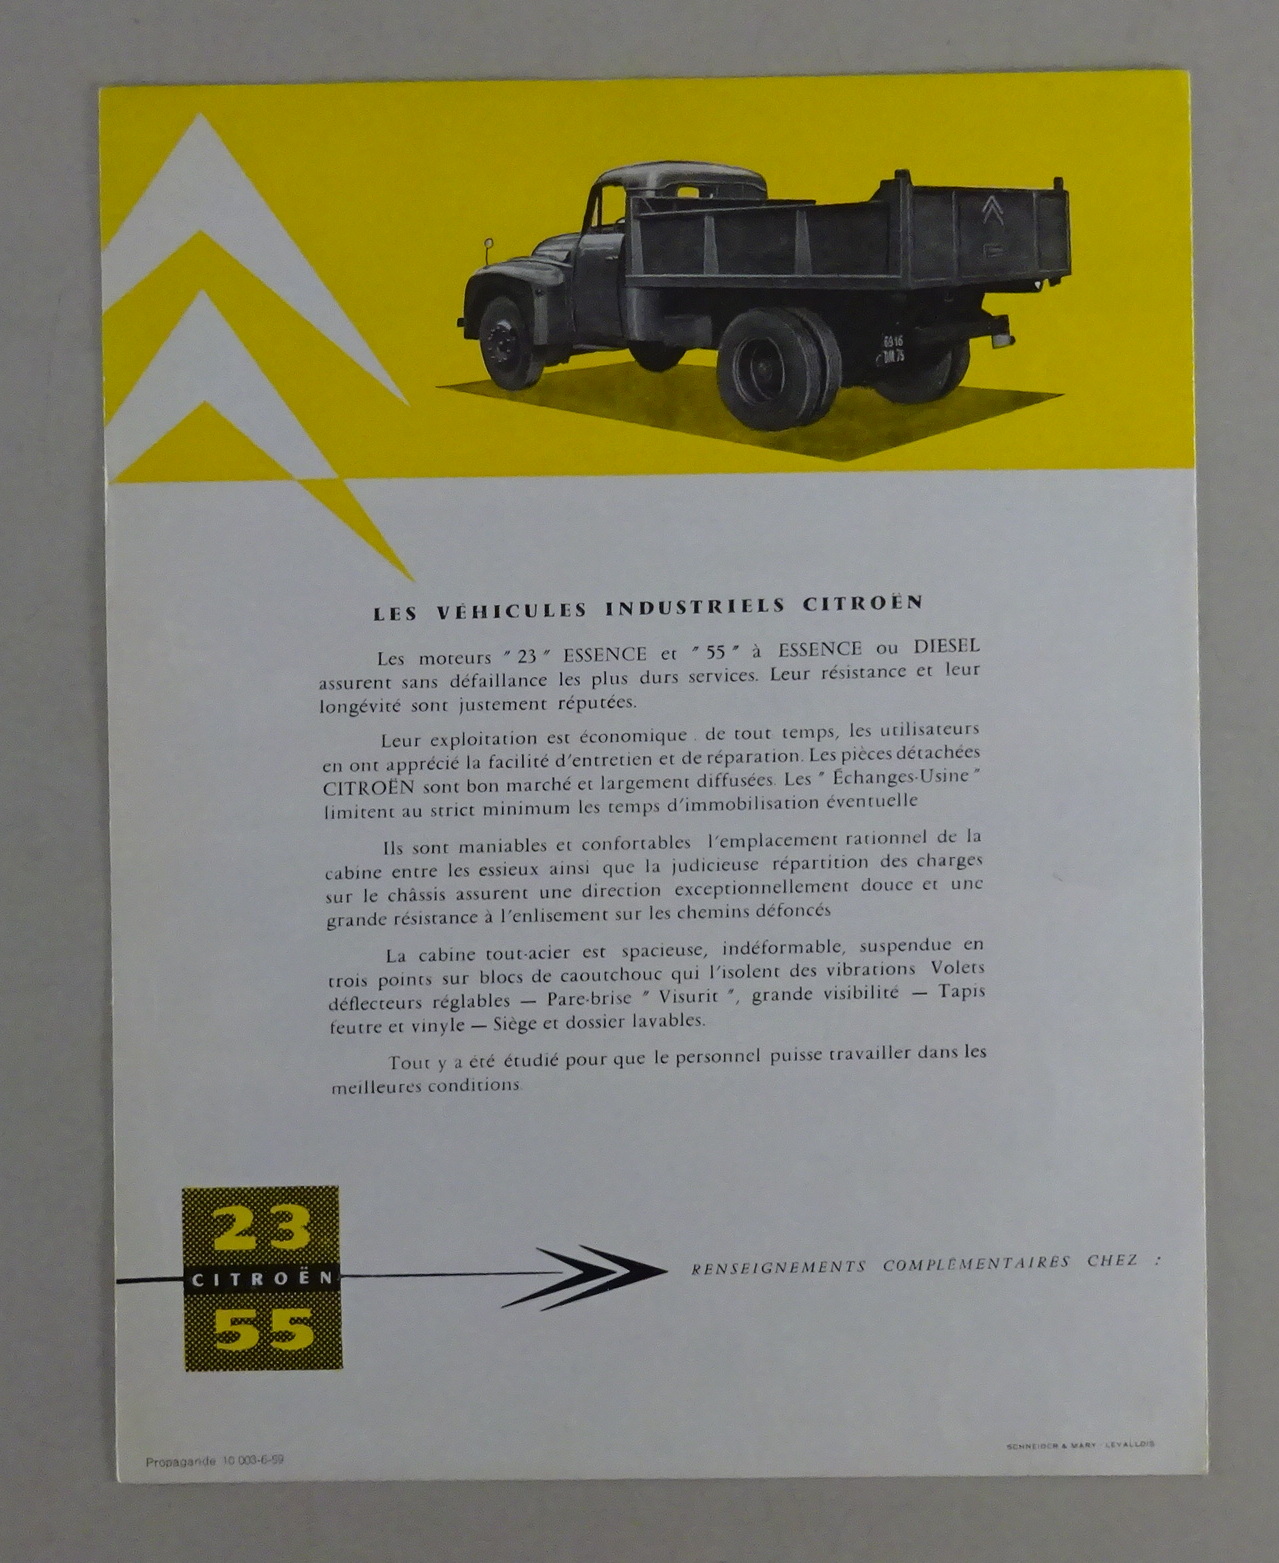 6916
DM 75
LES VÉHICULES INDUSTRIELS CITROËN
Les moteurs " 23 " ESSENCE et " 55 " à ESSENCE ou DIESEL
assurent sans défaillance les plus durs services. Leur résistance et leur
longévité sont justement réputées.
Leur exploitation est économique . de tout temps, les utilisateurs
en ont apprécié la facilité d'entretien et de réparation. Les pièces détachées
CITROËN sont bon marché et largement diffusées. Les " Échanges-Usine "
limitent au strict minimum les temps d'immobilisation éventuelle
Ils sont maniables et confortables l'emplacement rationnel de la
cabine entre les essieux ainsi que la judicieuse répartition des charges
sur le châssis assurent une direction exceptionnellement douce et une
grande résistance à l'enlisement sur les chemins défoncés
La cabine tout-acier est spacieuse, indéformable, suspendue en
trois points sur blocs de caoutchouc qui l'isolent des vibrations Volets
déflecteurs réglables — Pare-brise " Visurit ", grande visibilité — Tapis
feutre et vinyle — Siège et dossier lavables.
Tout y a été étudié pour que le personnel puisse travailler dans les
meilleures conditions.
23
CITROËN
55
RENSEIGNEMENTS COMPLÉMENTAIRES CHEZ :
Propagande 10 003-6-59
SCHNEIDER & MARY - LEVALLOIS